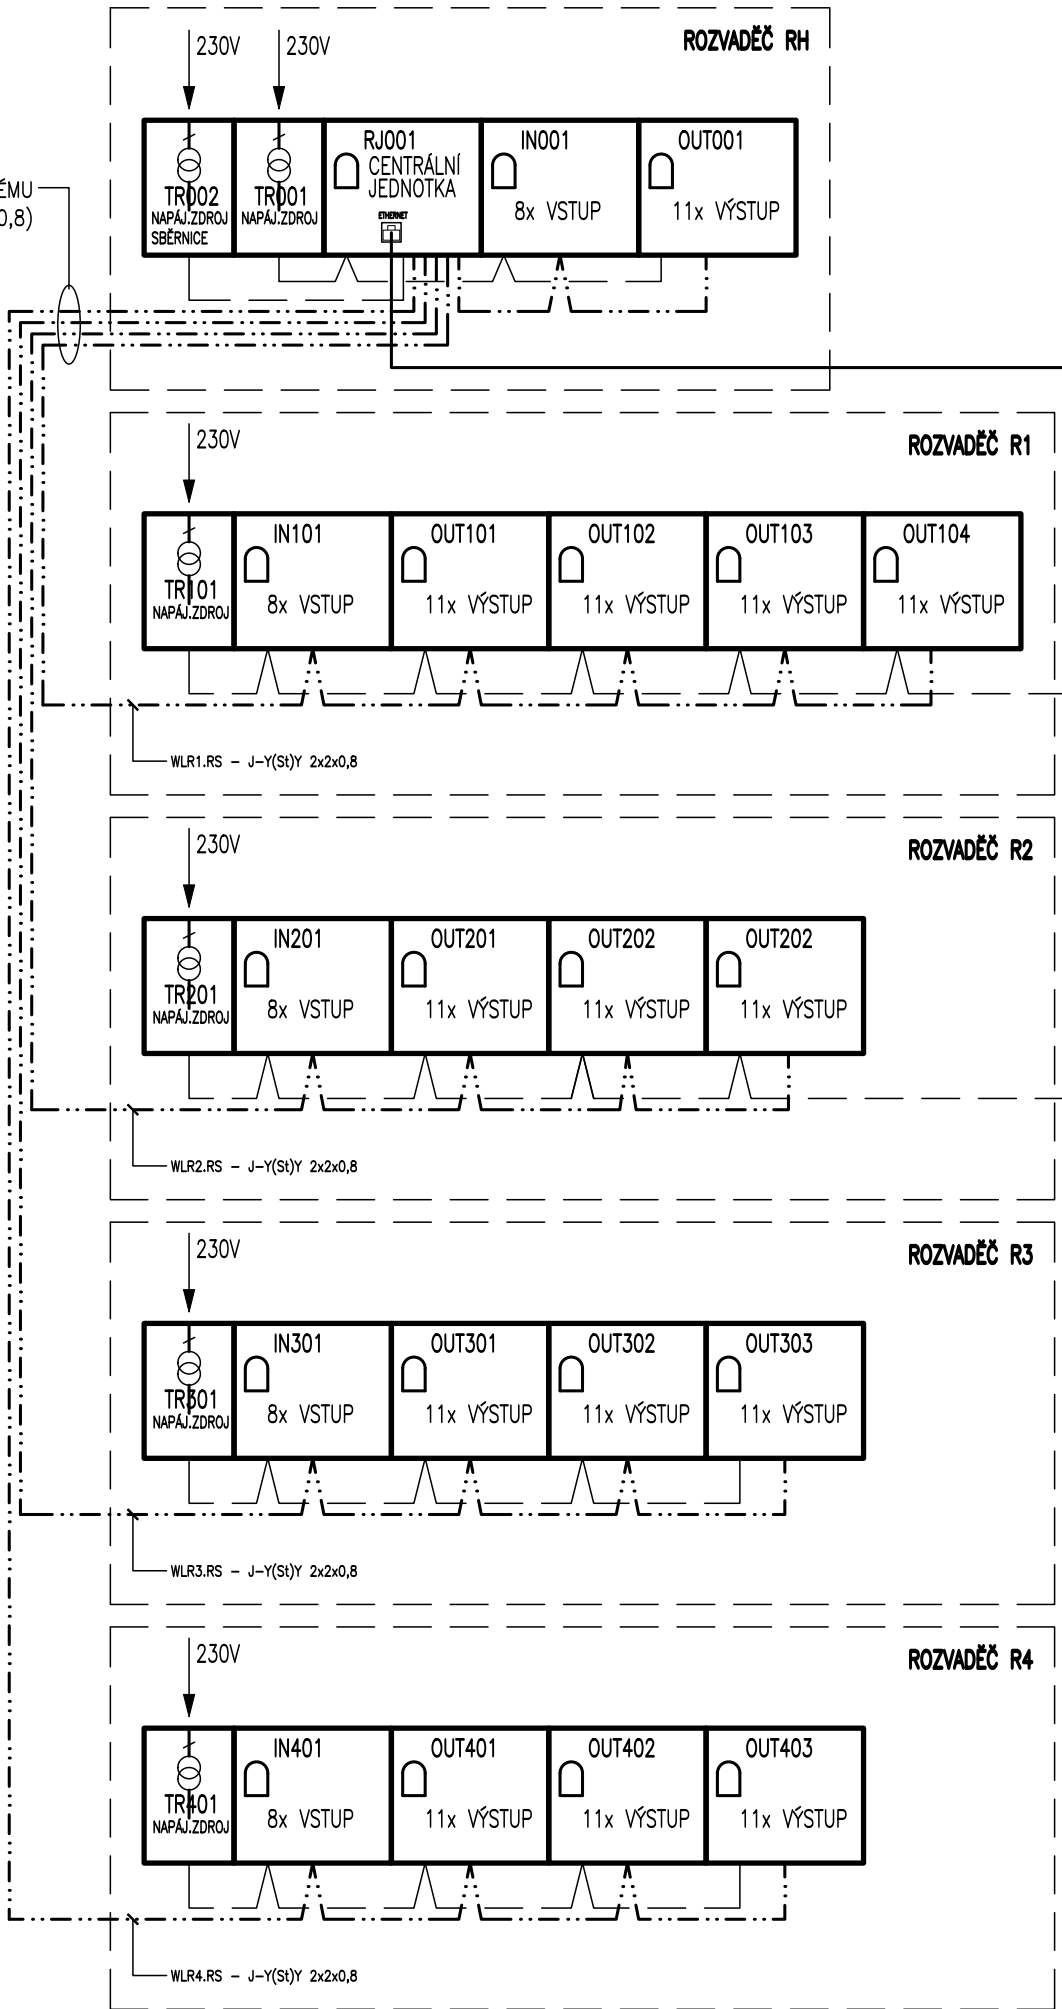 ROZVADĚČ RH
230V
230V
TR002
NAPÁJ.ZDROJ
SBĚRNICE
TR001
NAPÁJ.ZDROJ
RJ001
CENTRÁLNÍ
JEDNOTKA
ETHERNET
IN001
8x VSTUP
OUT001
11x VÝSTUP
ROZVADĚČ R1
230V
TR101
NAPÁJ.ZDROJ
IN101
8x VSTUP
OUT101
11x VÝSTUP
OUT102
11x VÝSTUP
OUT103
11x VÝSTUP
OUT104
11x VÝSTUP
WLR1.RS - J-Y(St)Y 2x2x0,8
ROZVADĚČ R2
230V
TR201
NAPÁJ.ZDROJ
IN201
8x VSTUP
OUT201
11x VÝSTUP
OUT202
11x VÝSTUP
OUT202
11x VÝSTUP
WLR2.RS - J-Y(St)Y 2x2x0,8
ROZVADĚČ R3
230V
TR301
NAPÁJ.ZDROJ
IN301
8x VSTUP
OUT301
11x VÝSTUP
OUT302
11x VÝSTUP
OUT303
11x VÝSTUP
WLR3.RS - J-Y(St)Y 2x2x0,8
ROZVADĚČ R4
230V
TR401
NAPÁJ.ZDROJ
IN401
8x VSTUP
OUT401
11x VÝSTUP
OUT402
11x VÝSTUP
OUT403
11x VÝSTUP
WLR4.RS - J-Y(St)Y 2x2x0,8